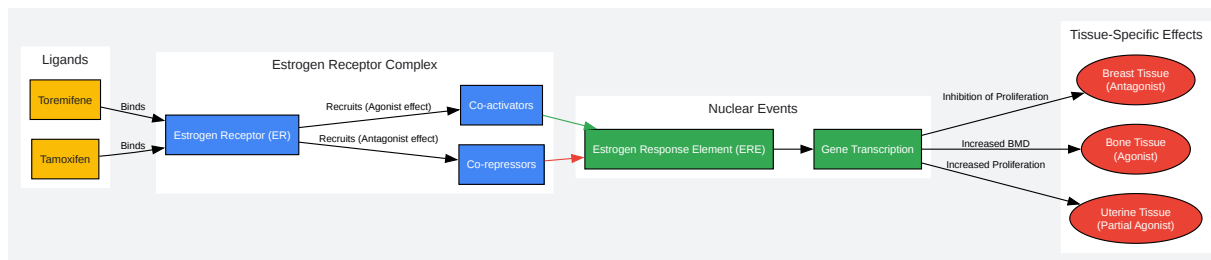 Ligands
Toremifene
Tamoxifen
Binds
Binds
Estrogen Receptor Complex
Estrogen Receptor (ER)
Recruits (Agonist effect)
Recruits (Antagonist effect)
Co-activators
Co-repressors
Nuclear Events
Estrogen Response Element (ERE)
Gene Transcription
Inhibition of Proliferation
Increased BMD
Increased Proliferation
Tissue-Specific Effects
Breast Tissue
(Antagonist)
Bone Tissue
(Agonist)
Uterine Tissue
(Partial Agonist)